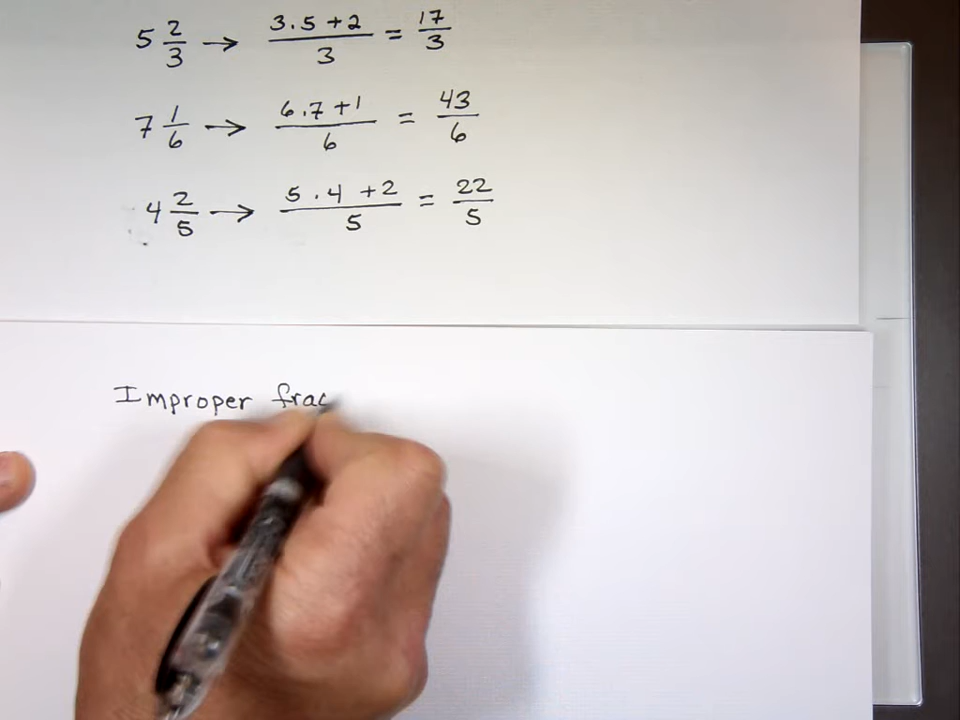 5 2/3 → (3.5+2)/3 = 17/3
7 1/6 → (6.7+1)/6 = 43/6
4 2/5 → (5.4+2)/5 = 22/5
Improper frac